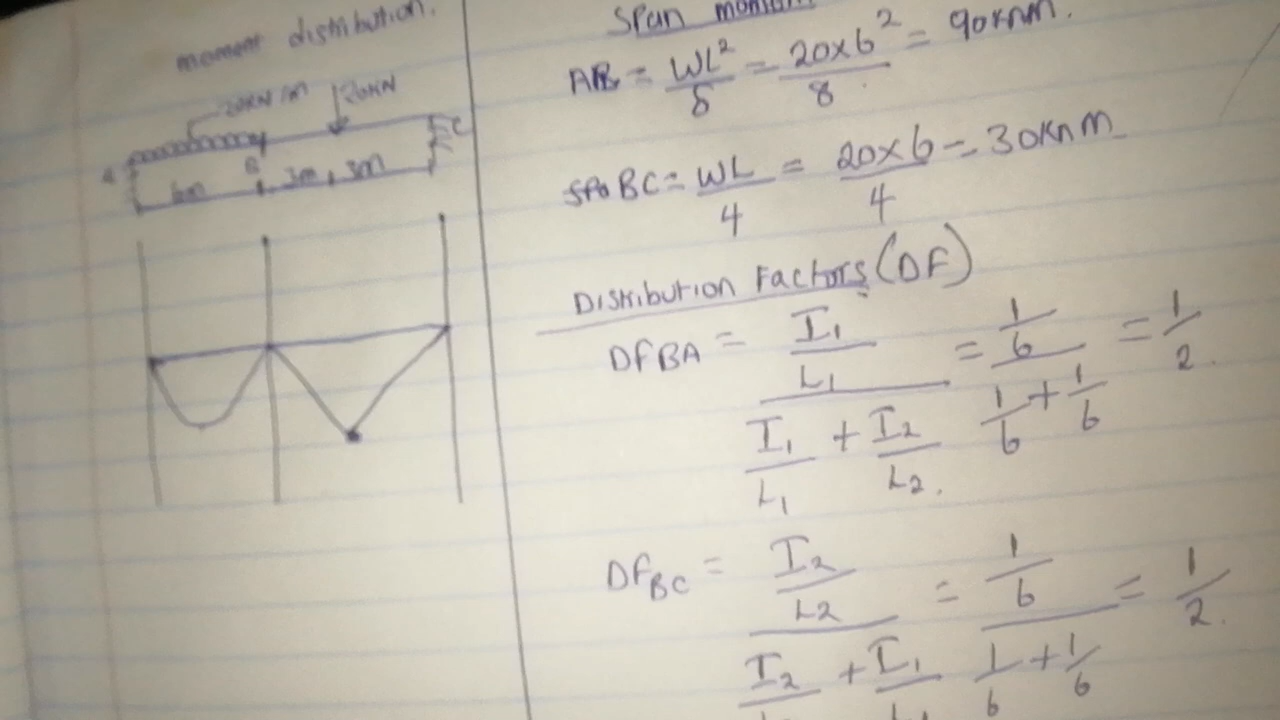 moment distribution.
20KN/m
20KN
A
B
C
6m
3m, 3m
Span moment
AB = WL²/8 = 20×6²/8 = 90KNM.
BC = WL/4 = 20×6/4 = 30KNM
Distribution Factors (DF)
DFBA = I₁/L₁ / I₁/L₁ + I₂/L₂. = 1/6 / 1/6 + 1/6 = 1/2.
DFBC = I₂/L₂ / I₂ + I₁ = 1/6 / 1/6 + 1/6 = 1/2.